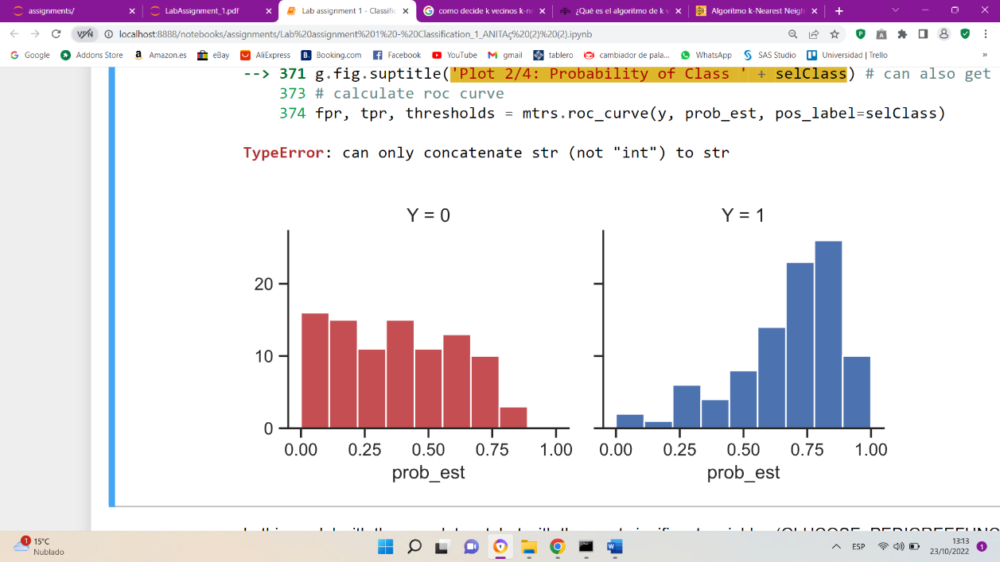 assignments/
LabAssignment_1.pdf
Lab assignment 1 - Classific
como decide k vecinos k-n
¿Qué es el algoritmo de k v
Algoritmo k-Nearest Neigh
VPN
localhost:8888/notebooks/assignments/Lab%20assignment%201%20-%20Classification_1_ANITAç%20(2)%20(2).ipynb
Google
Addons Store
Amazon.es
eBay
AliExpress
Booking.com
Facebook
YouTube
gmail
tablero
cambiador de pala...
WhatsApp
SAS Studio
Universidad | Trello
»
--> 371 g.fig.suptitle('Plot 2/4: Probability of Class ' + selClass) # can also get
373 # calculate roc curve
374 fpr, tpr, thresholds = mtrs.roc_curve(y, prob_est, pos_label=selClass)
TypeError: can only concatenate str (not "int") to str
Y = 0
Y = 1
20
10
0
0.00 0.25 0.50 0.75 1.00
0.00 0.25 0.50 0.75 1.00
prob_est
prob_est
1
15°C
Nublado
ESP
13:13
23/10/2022
1